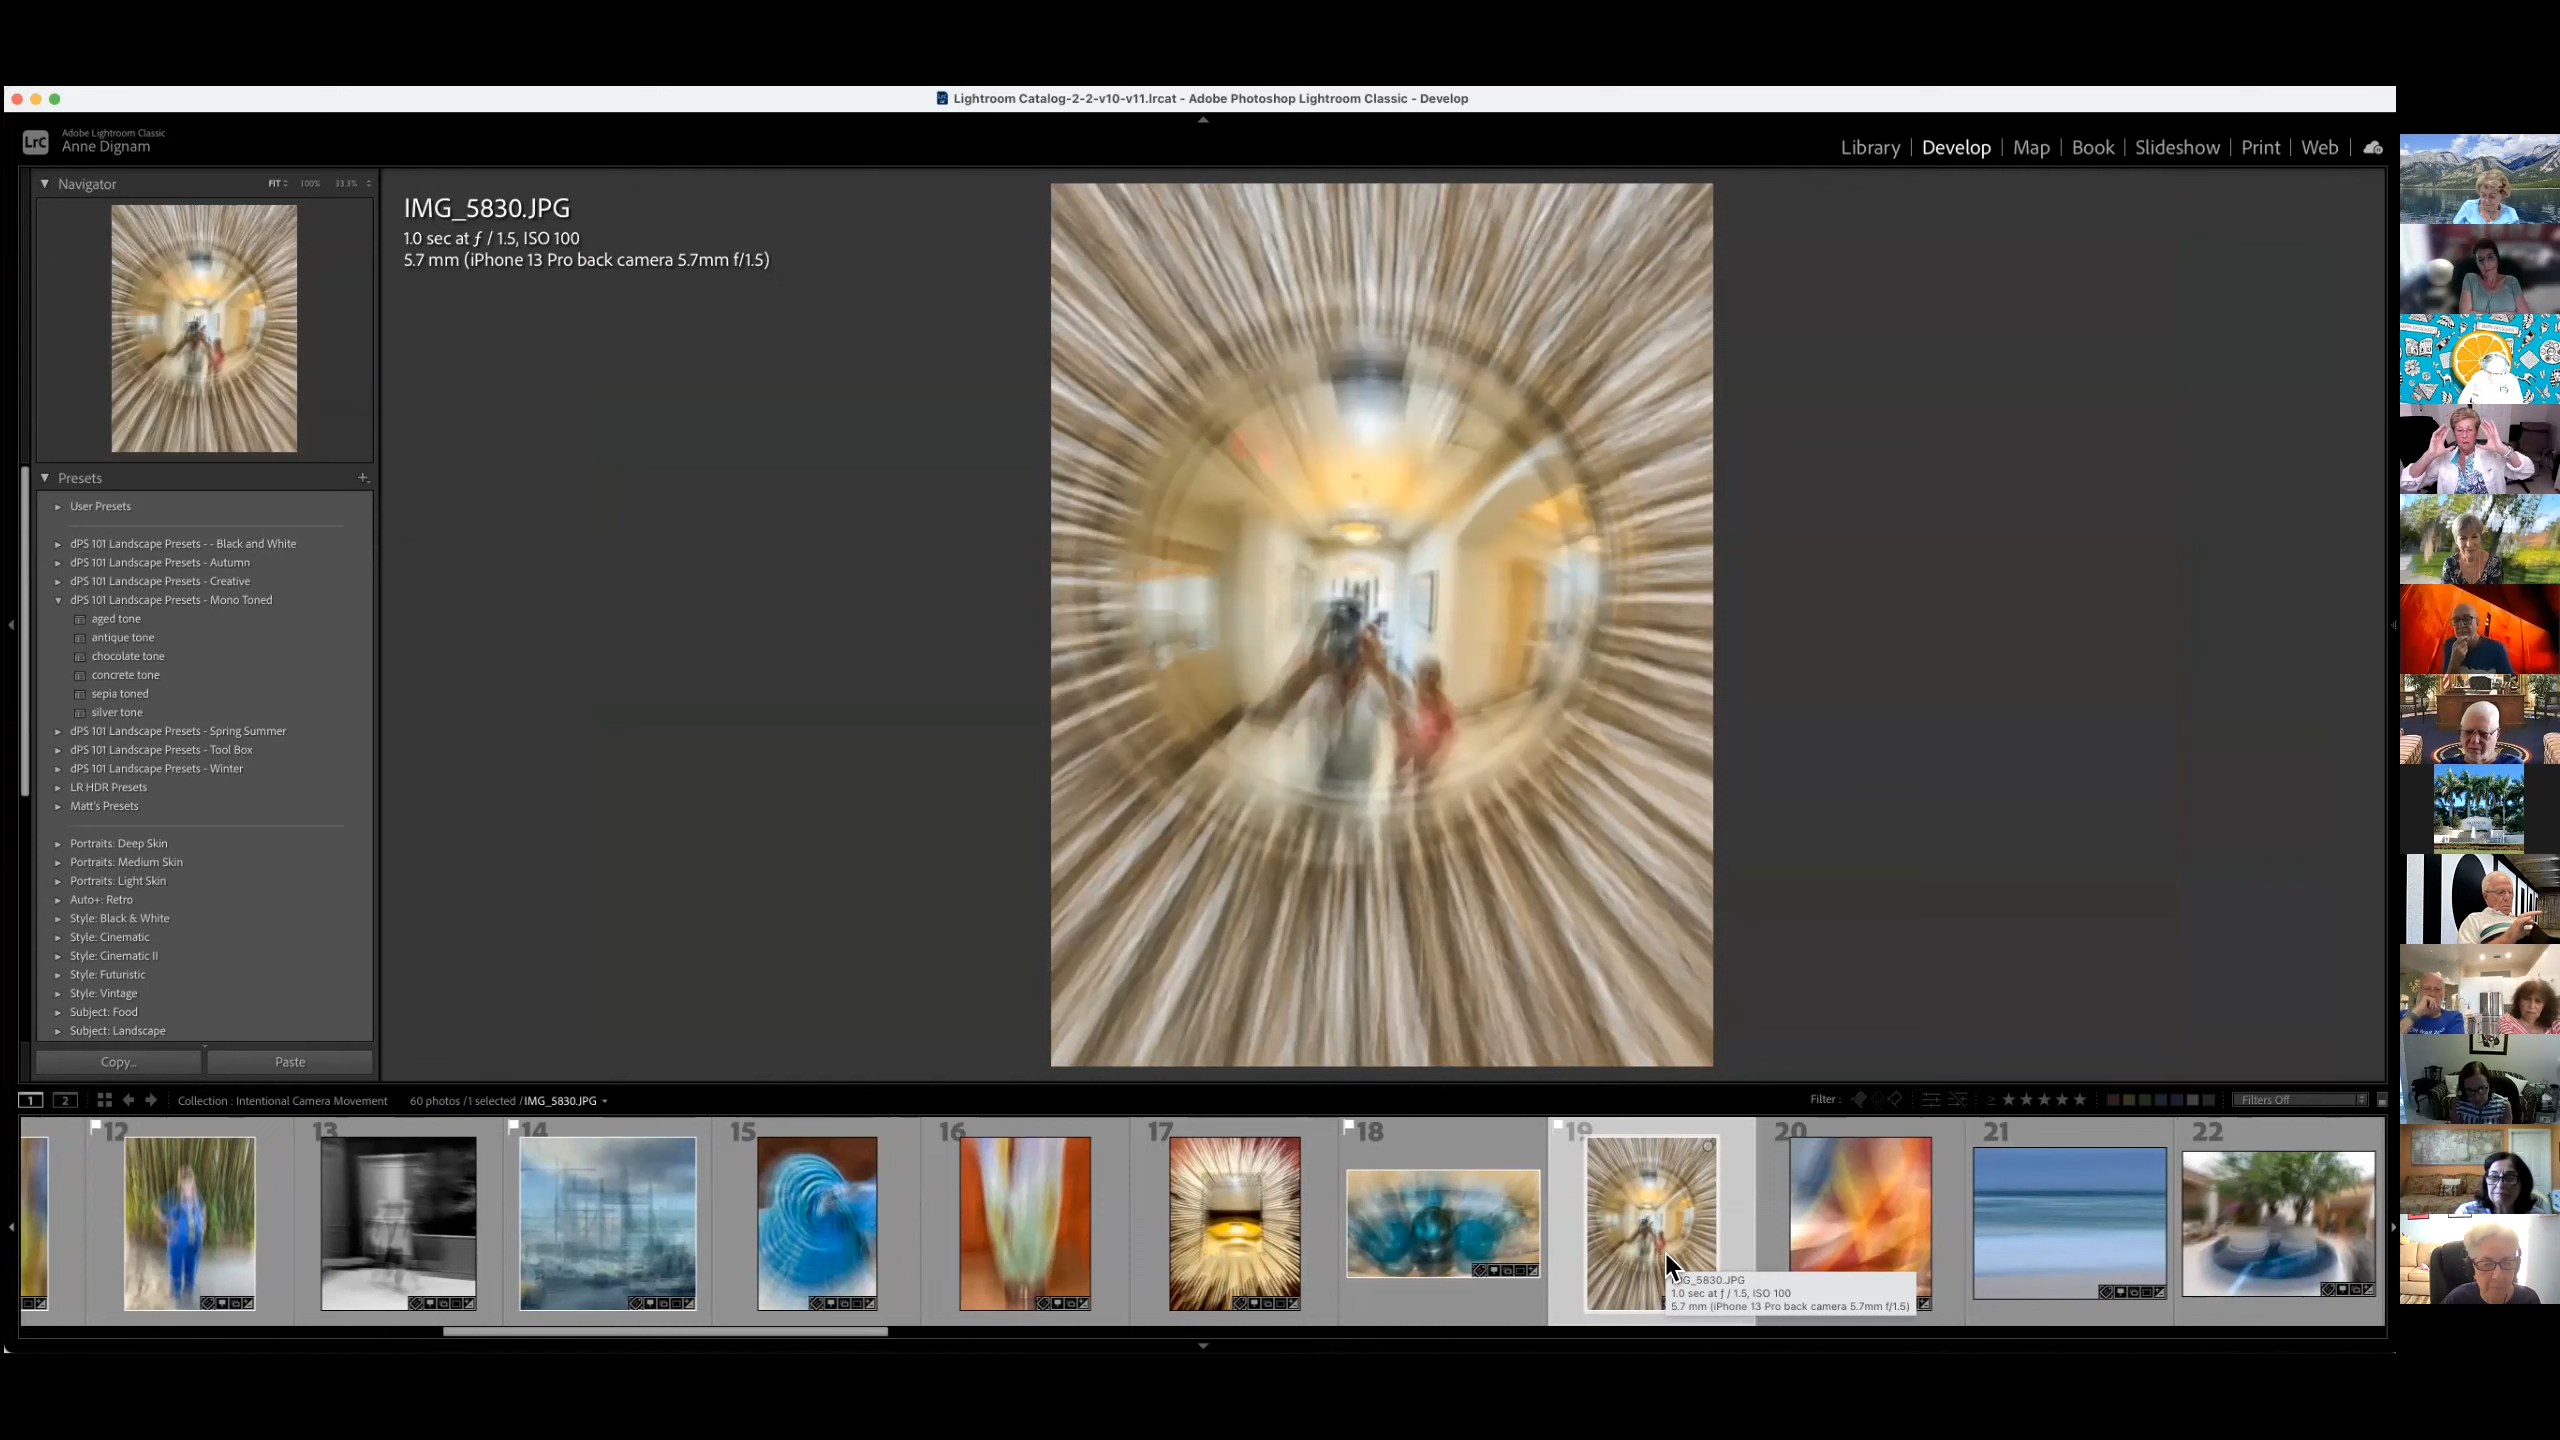 Lightroom Catalog-2-2-v10-v11.lrcat - Adobe Photoshop Lightroom Classic - Develop
LrC
Adobe Lightroom Classic
Anne Dignam
Library | Develop | Map | Book | Slideshow | Print | Web
Navigator
FIT
100%
33.3%
IMG_5830.JPG
1.0 sec at ƒ / 1.5, ISO 100
5.7 mm (iPhone 13 Pro back camera 5.7mm f/1.5)
Presets
User Presets
dPS 101 Landscape Presets - - Black and White
dPS 101 Landscape Presets - Autumn
dPS 101 Landscape Presets - Creative
dPS 101 Landscape Presets - Mono Toned
aged tone
antique tone
chocolate tone
concrete tone
sepia toned
silver tone
dPS 101 Landscape Presets - Spring Summer
dPS 101 Landscape Presets - Tool Box
dPS 101 Landscape Presets - Winter
LR HDR Presets
Matt's Presets
Portraits: Deep Skin
Portraits: Medium Skin
Portraits: Light Skin
Auto+: Retro
Style: Black & White
Style: Cinematic
Style: Cinematic II
Style: Futuristic
Style: Vintage
Subject: Food
Subject: Landscape
Copy...
Paste
1
2
Collection : Intentional Camera Movement
60 photos /1 selected /IMG_5830.JPG
Filter :
≥ ★ ★ ★ ★ ★
Filters Off
12
13
14
15
16
17
18
19
20
21
22
G_5830.JPG
1.0 sec at ƒ / 1.5, ISO 100
5.7 mm (iPhone 13 Pro back camera 5.7mm f/1.5)